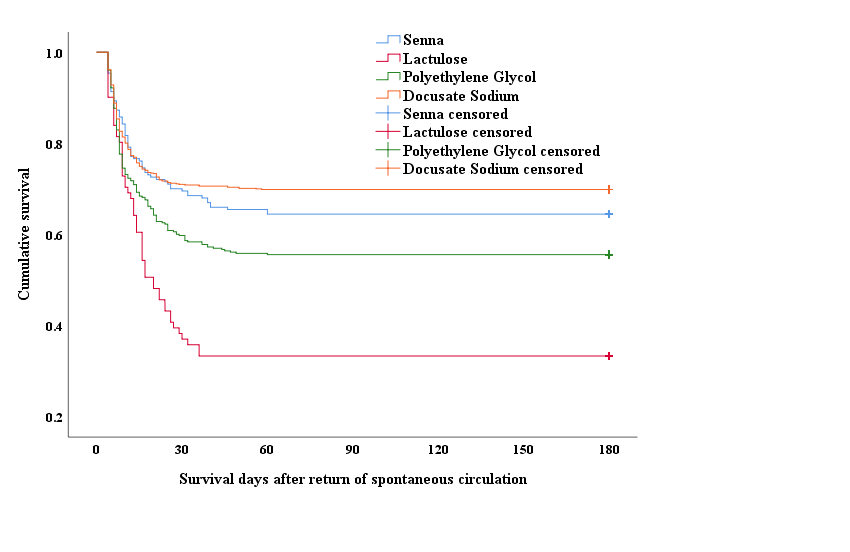 Senna
Lactulose
Polyethylene Glycol
Docusate Sodium
Senna censored
Lactulose censored
Polyethylene Glycol censored
Docusate Sodium censored
1.0
0.8
0.6
0.4
0.2
Cumulative survival
0 30 60 90 120 150 180
Survival days after return of spontaneous circulation